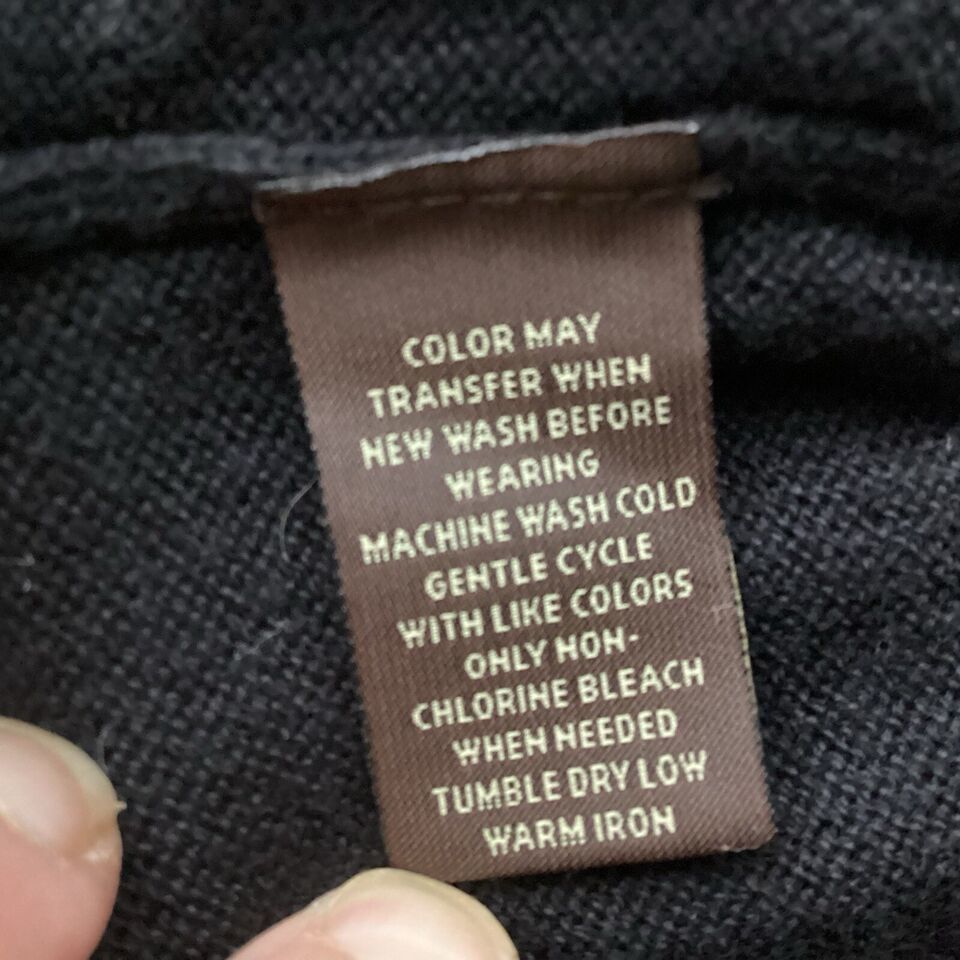 COLOR MAY
TRANSFER WHEN
NEW WASH BEFORE
WEARING
MACHINE WASH COLD
GENTLE CYCLE
WITH LIKE COLORS
ONLY NON-
CHLORINE BLEACH
WHEN NEEDED
TUMBLE DRY LOW
WARM IRON